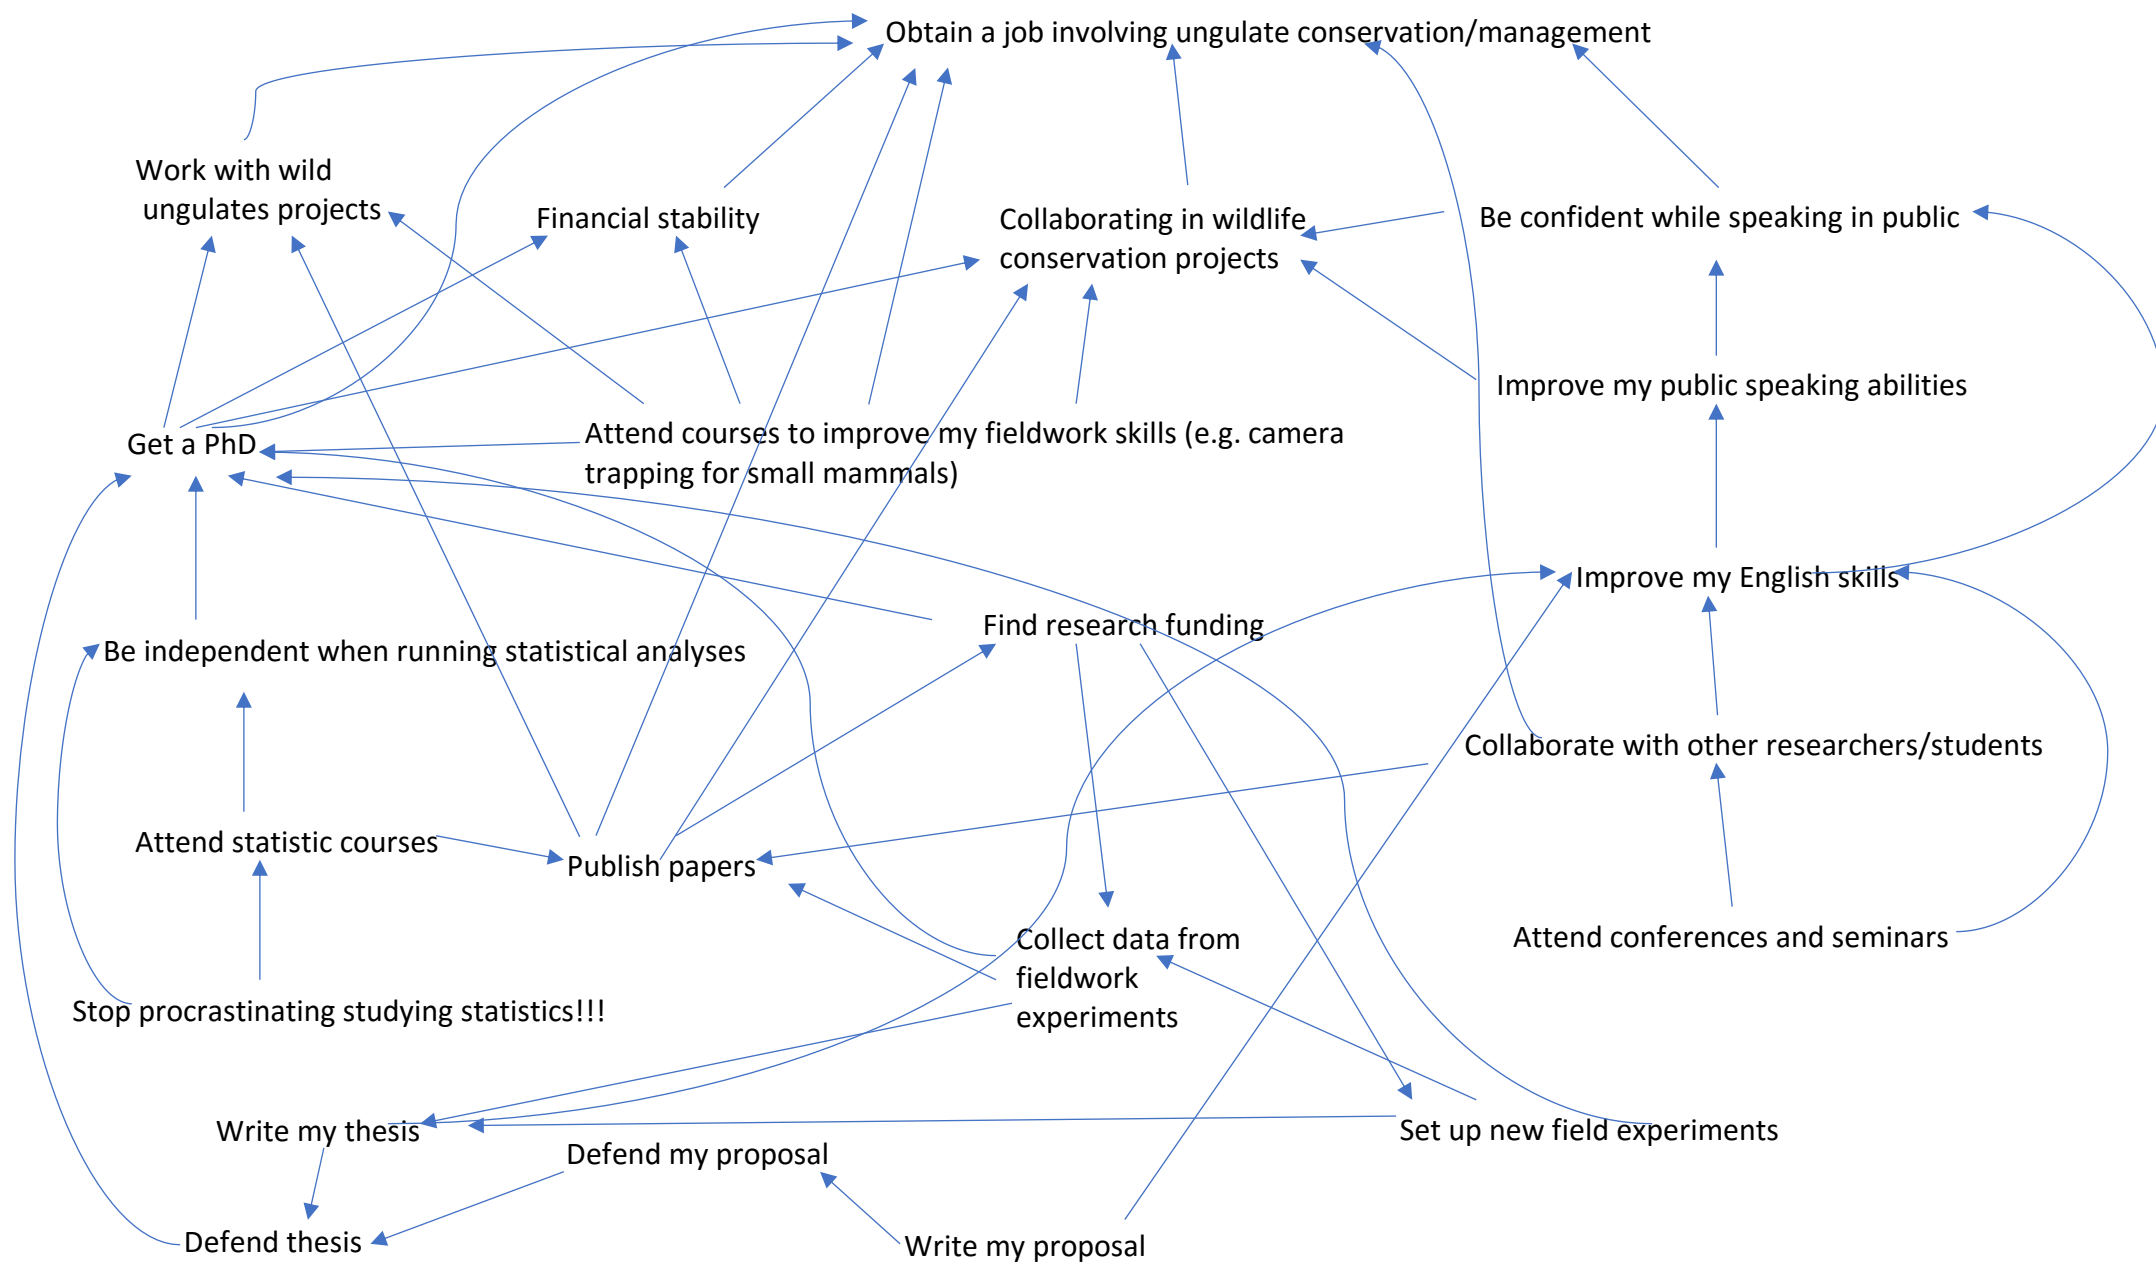 Obtain a job involving ungulate conservation/management
Work with wild
ungulates projects
Financial stability
Collaborating in wildlife
conservation projects
Be confident while speaking in public
Improve my public speaking abilities
Get a PhD
Attend courses to improve my fieldwork skills (e.g. camera
trapping for small mammals)
Improve my English skills
Find research funding
Be independent when running statistical analyses
Collaborate with other researchers/students
Attend statistic courses
Publish papers
Collect data from
fieldwork
experiments
Attend conferences and seminars
Stop procrastinating studying statistics!!!
Write my thesis
Set up new field experiments
Defend my proposal
Defend thesis
Write my proposal